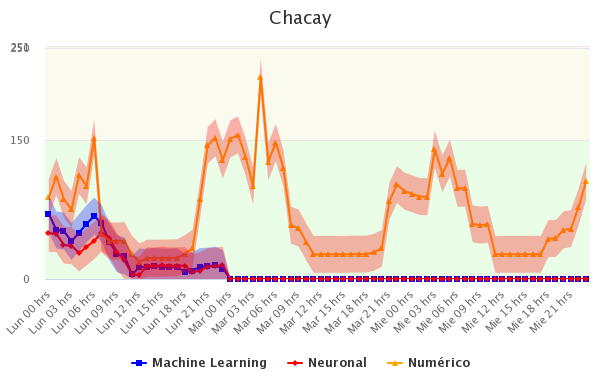 Chacay
250
150
0
Lun 00 hrs
Lun 03 hrs
Lun 06 hrs
Lun 09 hrs
Lun 12 hrs
Lun 15 hrs
Lun 18 hrs
Lun 21 hrs
Mar 00 hrs
Mar 03 hrs
Mar 06 hrs
Mar 09 hrs
Mar 12 hrs
Mar 15 hrs
Mar 18 hrs
Mar 21 hrs
Mie 00 hrs
Mie 03 hrs
Mie 06 hrs
Mie 09 hrs
Mie 12 hrs
Mie 15 hrs
Mie 18 hrs
Mie 21 hrs
Machine Learning Neuronal Numérico